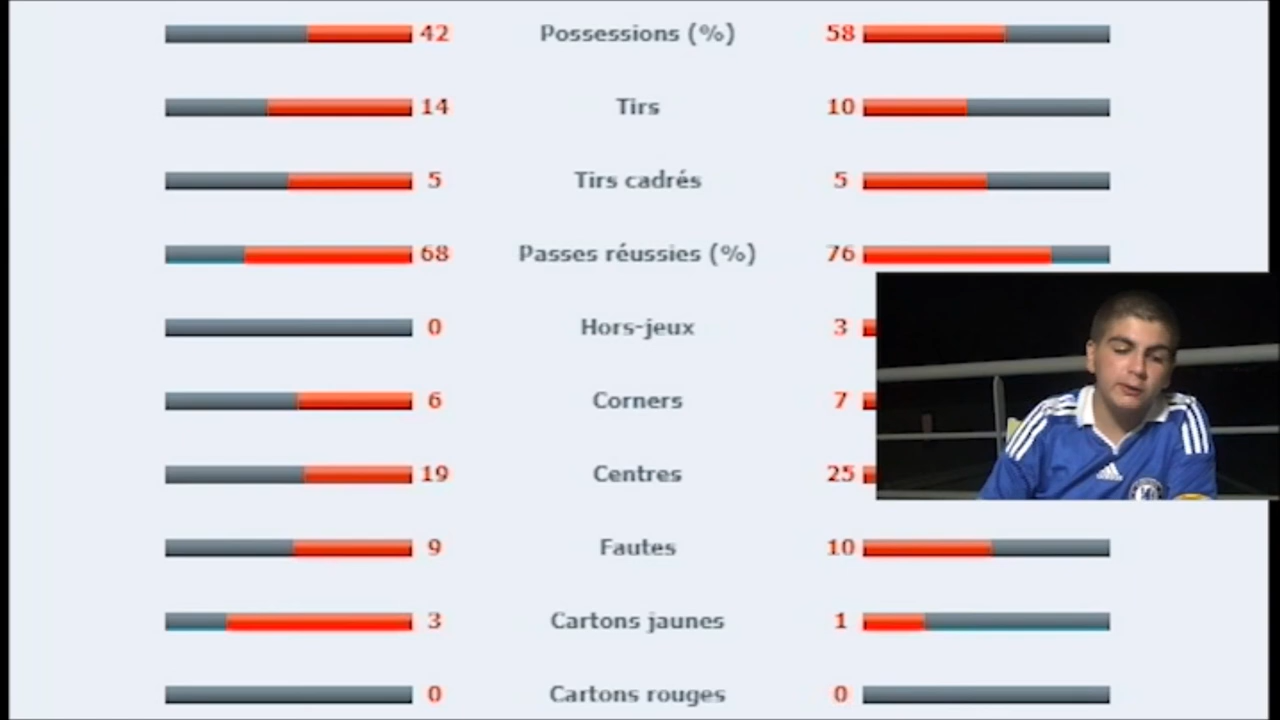 42 Possessions (%) 58
14 Tirs 10
5 Tirs cadrés 5
68 Passes réussies (%) 76
0 Hors-jeux 3
6 Corners 7
19 Centres 25
9 Fautes 10
3 Cartons jaunes 1
0 Cartons rouges 0